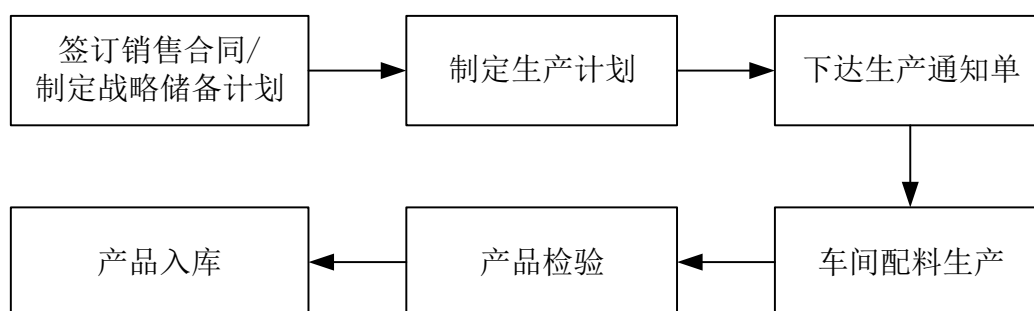 签订销售合同/
制定战略储备计划
制定生产计划
下达生产通知单
车间配料生产
产品检验
产品入库